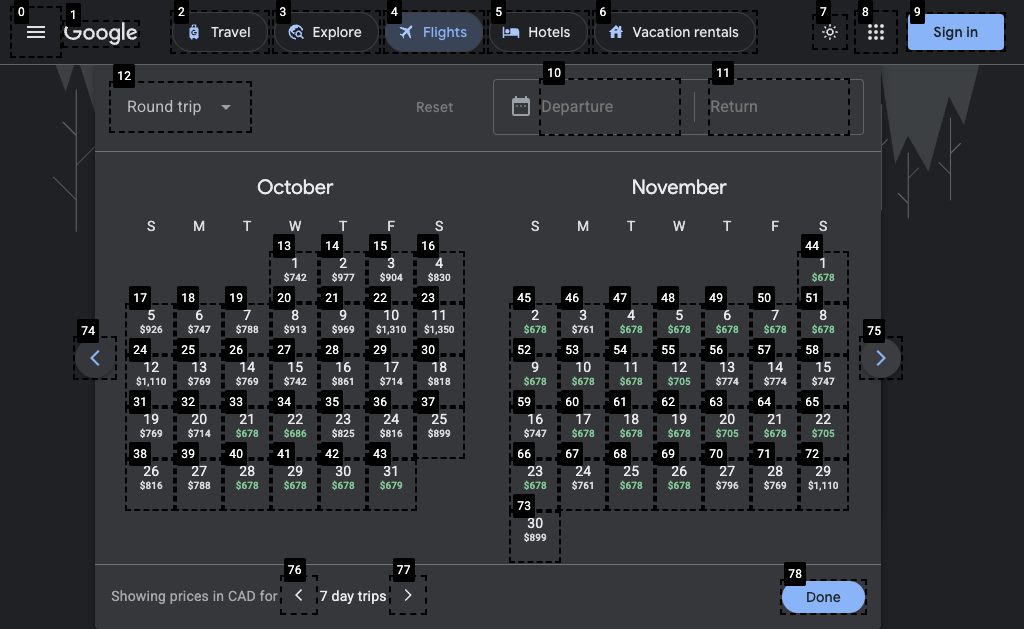 0 1 2 3 4 5 6 7 8 9
Google Travel Explore Flights Hotels Vacation rentals Sign in
12 10 11
Round trip Reset Departure Return
October
S M T W T F S
13 14 15 16
1 2 3 4
$742 $977 $904 $830
17 18 19 20 21 22 23
5 6 7 8 9 10 11
$926 $747 $788 $913 $969 $1,310 $1,350
24 25 26 27 28 29 30
12 13 14 15 16 17 18
$1,110 $769 $769 $742 $861 $714 $818
31 32 33 34 35 36 37
19 20 21 22 23 24 25
$769 $714 $678 $686 $825 $816 $899
38 39 40 41 42 43
26 27 28 29 30 31
$816 $788 $678 $678 $678 $679
November
S M T W T F S
44
1
$678
45 46 47 48 49 50 51
2 3 4 5 6 7 8
$678 $761 $678 $678 $678 $678 $678
52 53 54 55 56 57 58
9 10 11 12 13 14 15
$678 $678 $678 $705 $774 $774 $747
59 60 61 62 63 64 65
16 17 18 19 20 21 22
$747 $678 $678 $678 $705 $678 $705
66 67 68 69 70 71 72
23 24 25 26 27 28 29
$678 $761 $678 $678 $796 $769 $1,110
73
30
$899
74 75
76 77 78
Showing prices in CAD for 7 day trips Done